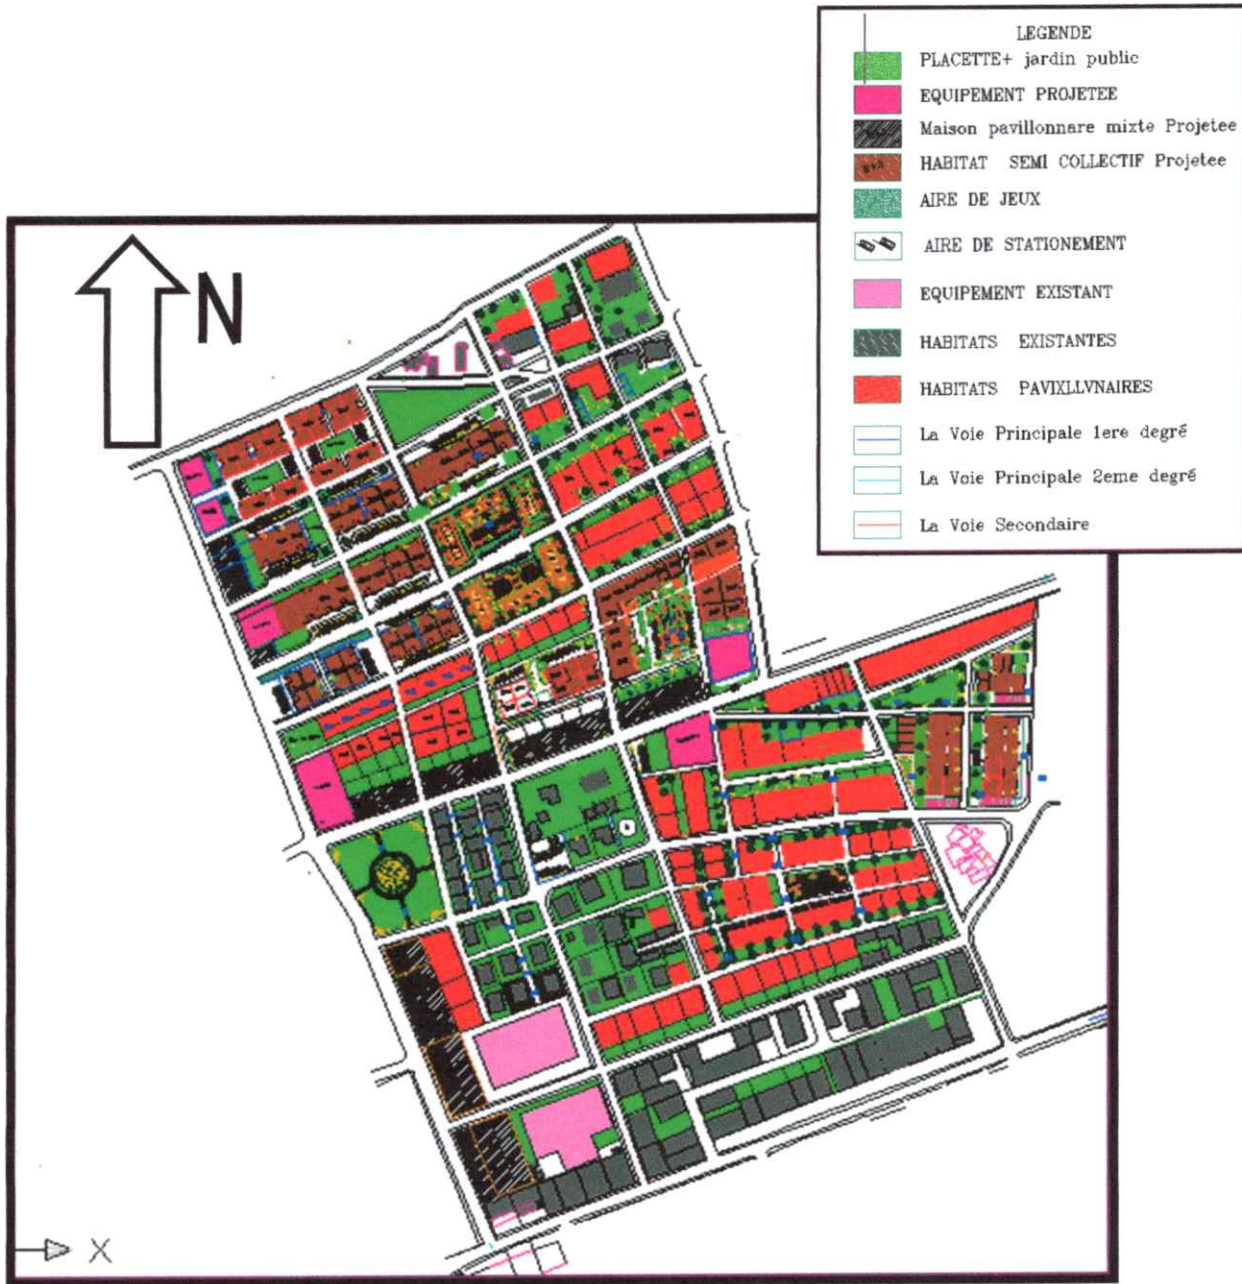 LEGENDE
PLACETTE+ jardin public
EQUIPEMENT PROJETEE
Maison pavillonnare mixte Projetee
HABITAT SEMI COLLECTIF Projetee
AIRE DE JEUX
AIRE DE STATIONEMENT
EQUIPEMENT EXISTANT
HABITATS EXISTANTES
HABITATS PAVIXLLVNAIRES
La Voie Principale 1ere degré
La Voie Principale 2eme degré
La Voie Secondaire
N
X